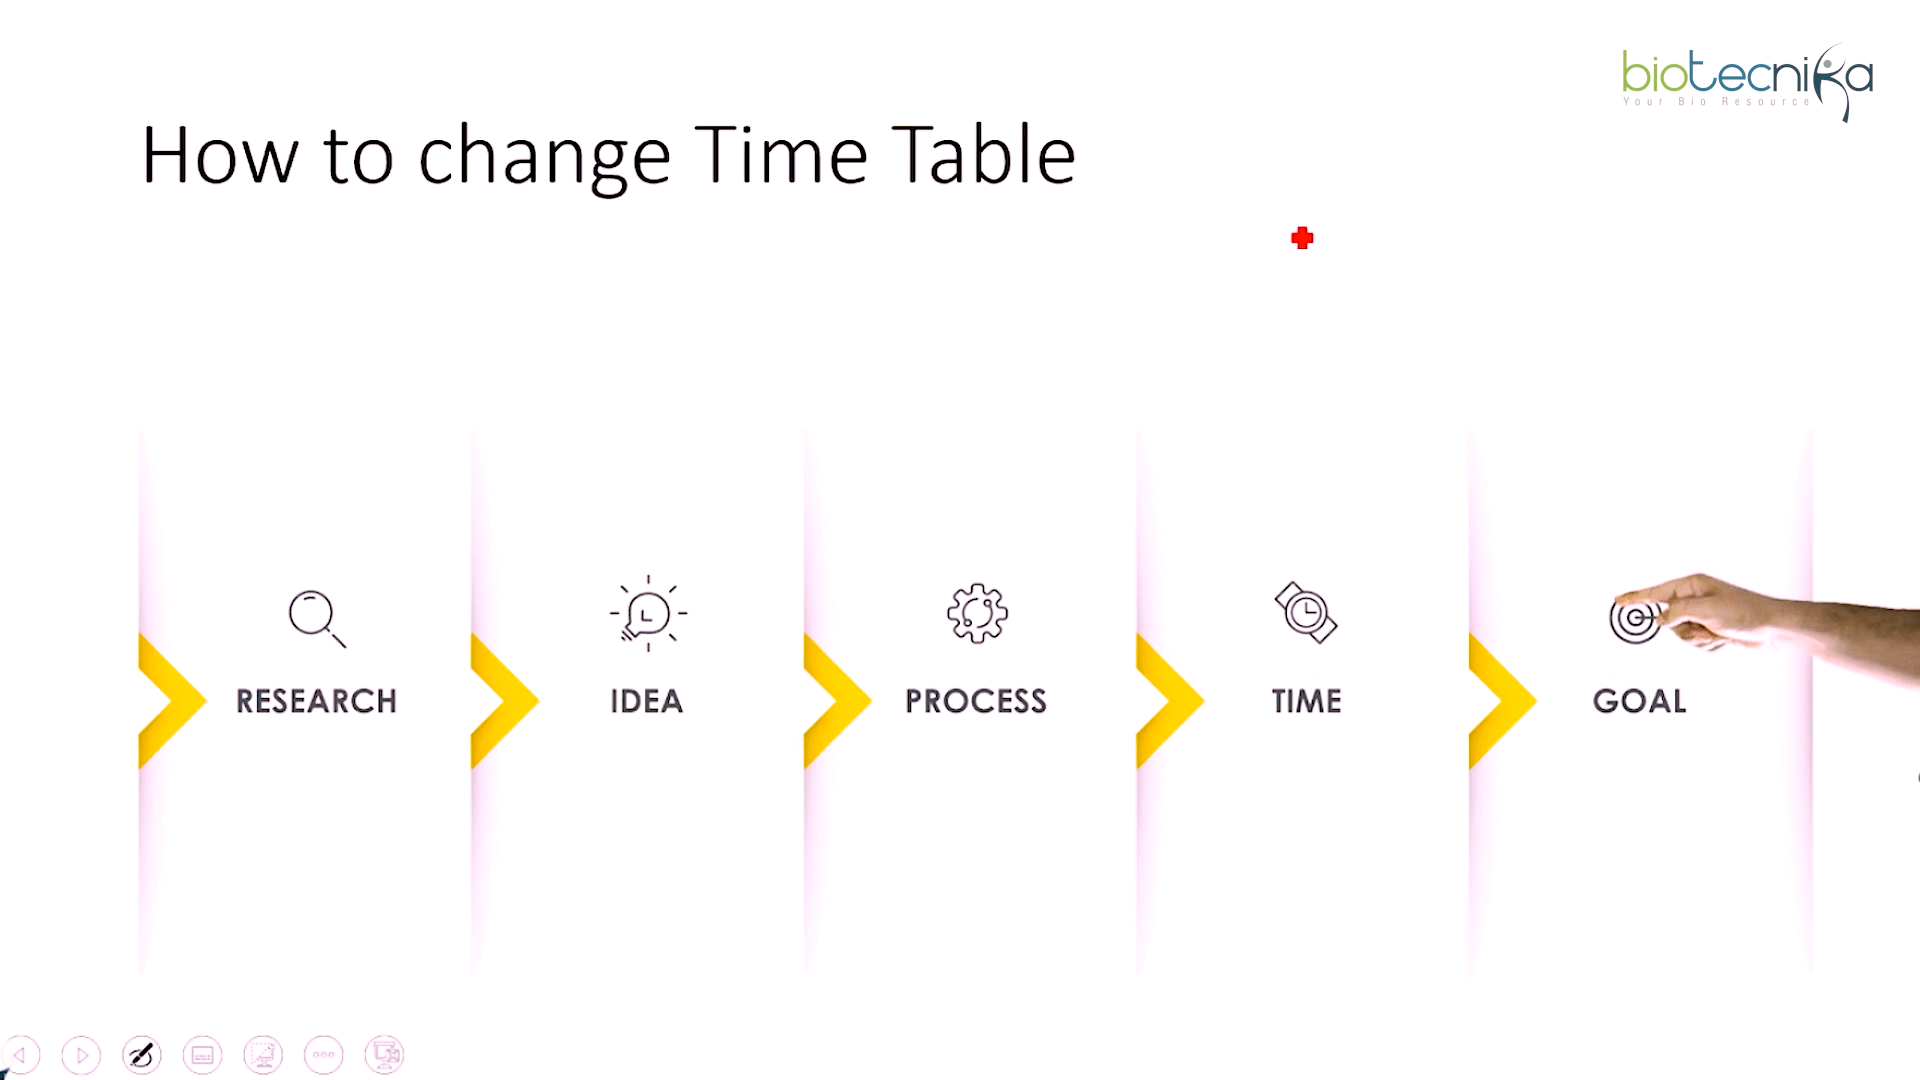 biotecnika
Your Bio Resource
How to change Time Table
RESEARCH
IDEA
PROCESS
TIME
GOAL